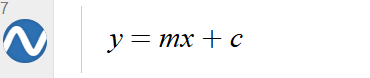 7
y = mx + c